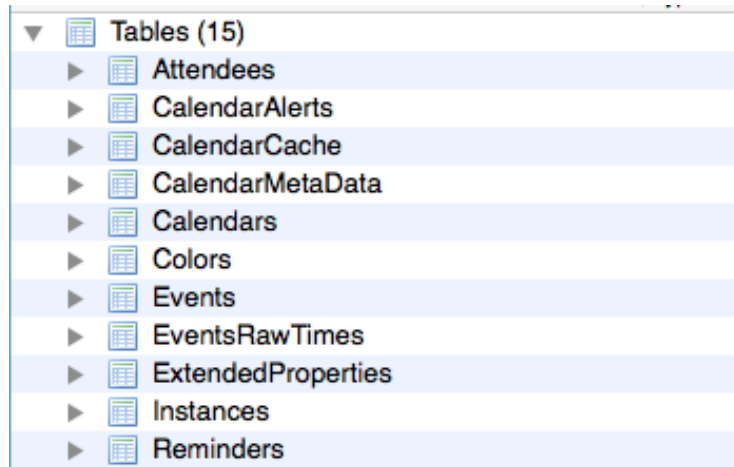 Tables (15)
Attendees
CalendarAlerts
CalendarCache
CalendarMetaData
Calendars
Colors
Events
EventsRawTimes
ExtendedProperties
Instances
Reminders